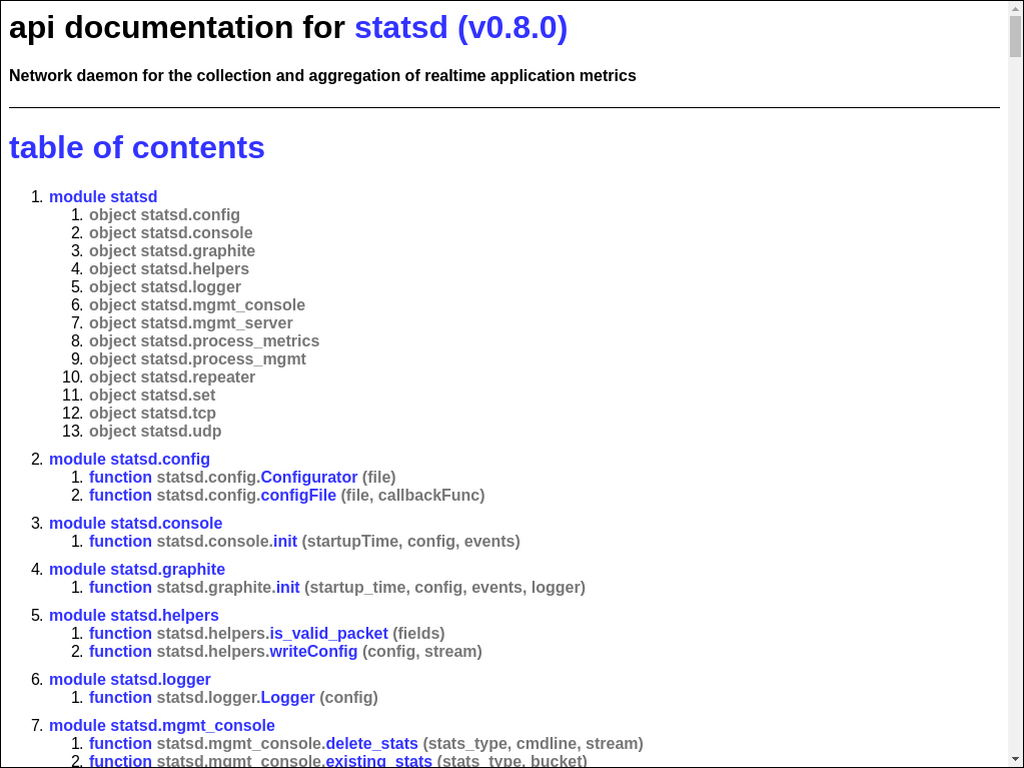 api documentation for statsd (v0.8.0)
Network daemon for the collection and aggregation of realtime application metrics
table of contents
1. module statsd
1. object statsd.config
2. object statsd.console
3. object statsd.graphite
4. object statsd.helpers
5. object statsd.logger
6. object statsd.mgmt_console
7. object statsd.mgmt_server
8. object statsd.process_metrics
9. object statsd.process_mgmt
10. object statsd.repeater
11. object statsd.set
12. object statsd.tcp
13. object statsd.udp
2. module statsd.config
1. function statsd.config.Configurator (file)
2. function statsd.config.configFile (file, callbackFunc)
3. module statsd.console
1. function statsd.console.init (startupTime, config, events)
4. module statsd.graphite
1. function statsd.graphite.init (startup_time, config, events, logger)
5. module statsd.helpers
1. function statsd.helpers.is_valid_packet (fields)
2. function statsd.helpers.writeConfig (config, stream)
6. module statsd.logger
1. function statsd.logger.Logger (config)
7. module statsd.mgmt_console
1. function statsd.mgmt_console.delete_stats (stats_type, cmdline, stream)
2. function statsd.mgmt_console.existing_stats (stats_type, bucket)